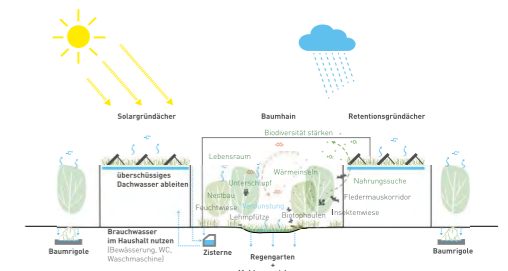 Solargründächer
Baumhain
Retentionsgründächer
Biodiversität stärken
Lebensraum
Wärmeinseln
überschüssiges
Dachwasser ableiten
Unterschlupf
Nahrungssuche
Nestbau
Fledermauskorridor
Feuchtwiese
Verdunstung
Insektenwiese
Lehmpfütze
Biotophaufen
Brauchwasser
im Haushalt nutzen
(Bewässerung, WC,
Waschmaschine)
Baumrigole
Zisterne
Regengarten
+
Baumrigole